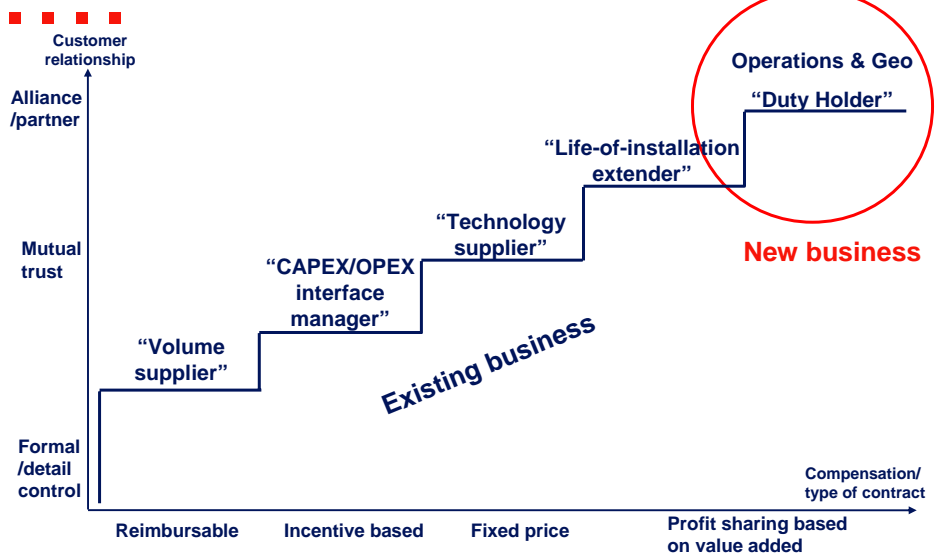 Customer
relationship
Operations & Geo
Alliance
/partner
“Duty Holder”
“Life-of-installation
extender”
“Technology
supplier”
Mutual
trust
New business
“CAPEX/OPEX
interface
manager”
“Volume
supplier”
Existing business
Formal
/detail
control
Compensation/
type of contract
Reimbursable
Incentive based
Fixed price
Profit sharing based
on value added